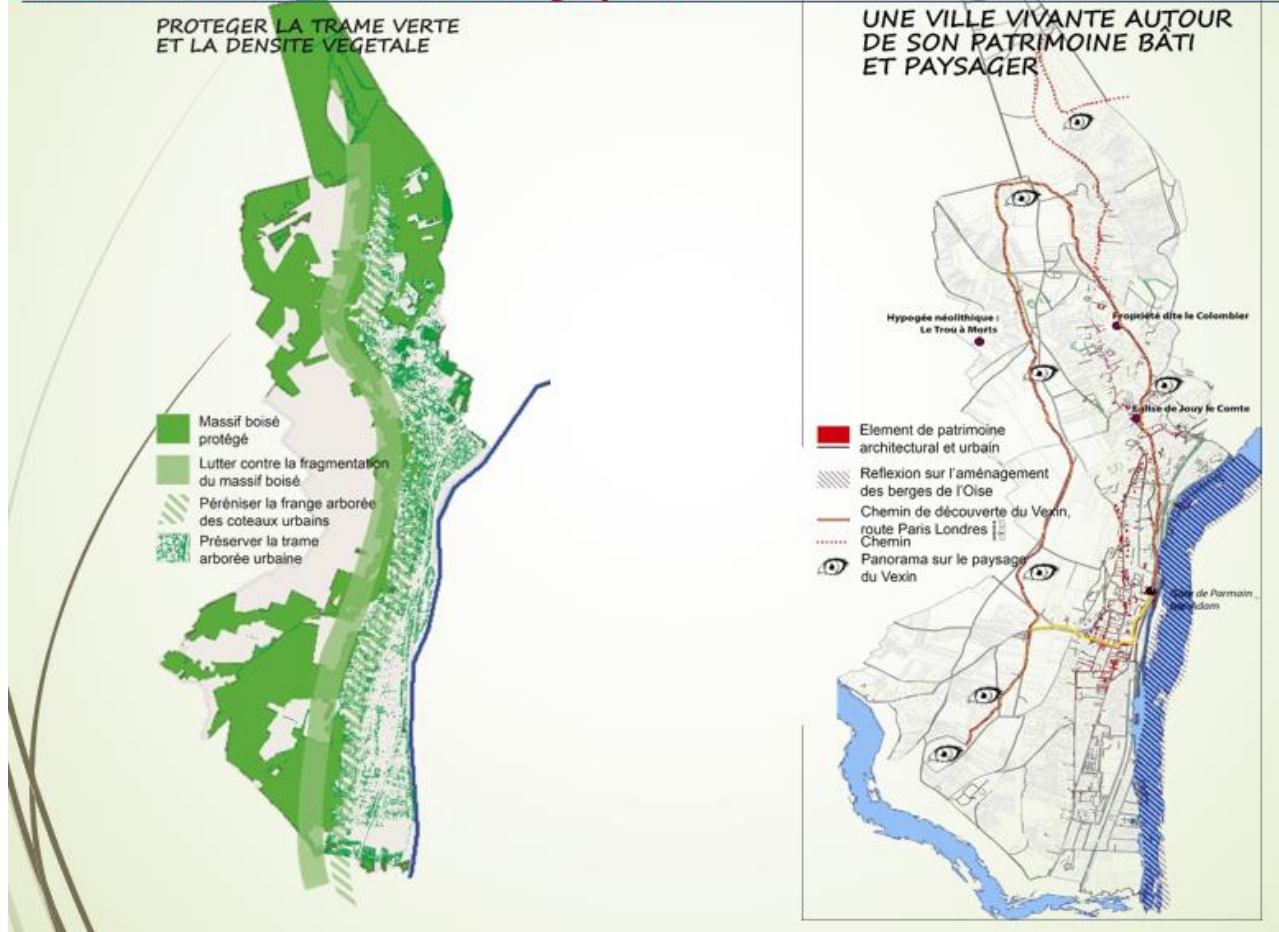 PROTEGER LA TRAME VERTE
ET LA DENSITE VEGETALE
Massif boisé
protégé
Lutter contre la fragmentation
du massif boisé
Péréniser la frange arborée
des coteaux urbains
Préserver la trame
arborée urbaine
UNE VILLE VIVANTE AUTOUR
DE SON PATRIMOINE BÂTI
ET PAYSAGER
Hypogée néolithique :
Le Trou à Morts
Propriété dite le Colombier
Eglise de Jouy le Comte
Element de patrimoine
architectural et urbain
Reflexion sur l'aménagement
des berges de l'Oise
Chemin de découverte du Vexin,
route Paris Londres
Chemin
Panorama sur le paysage
du Vexin
Gare de Parmain
Adam